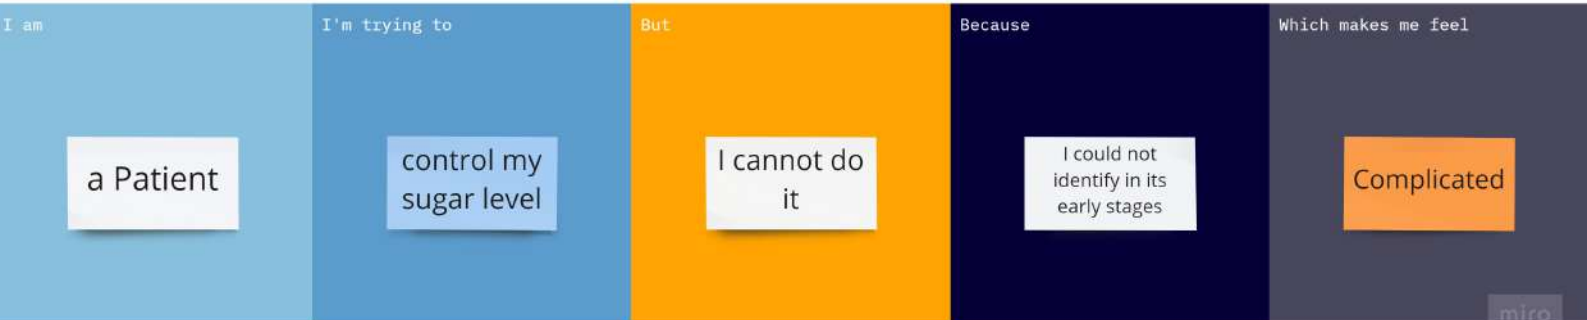 I am
a Patient
I'm trying to
control my
sugar level
But
I cannot do
it
Because
I could not
identify in its
early stages
Which makes me feel
Complicated
miro